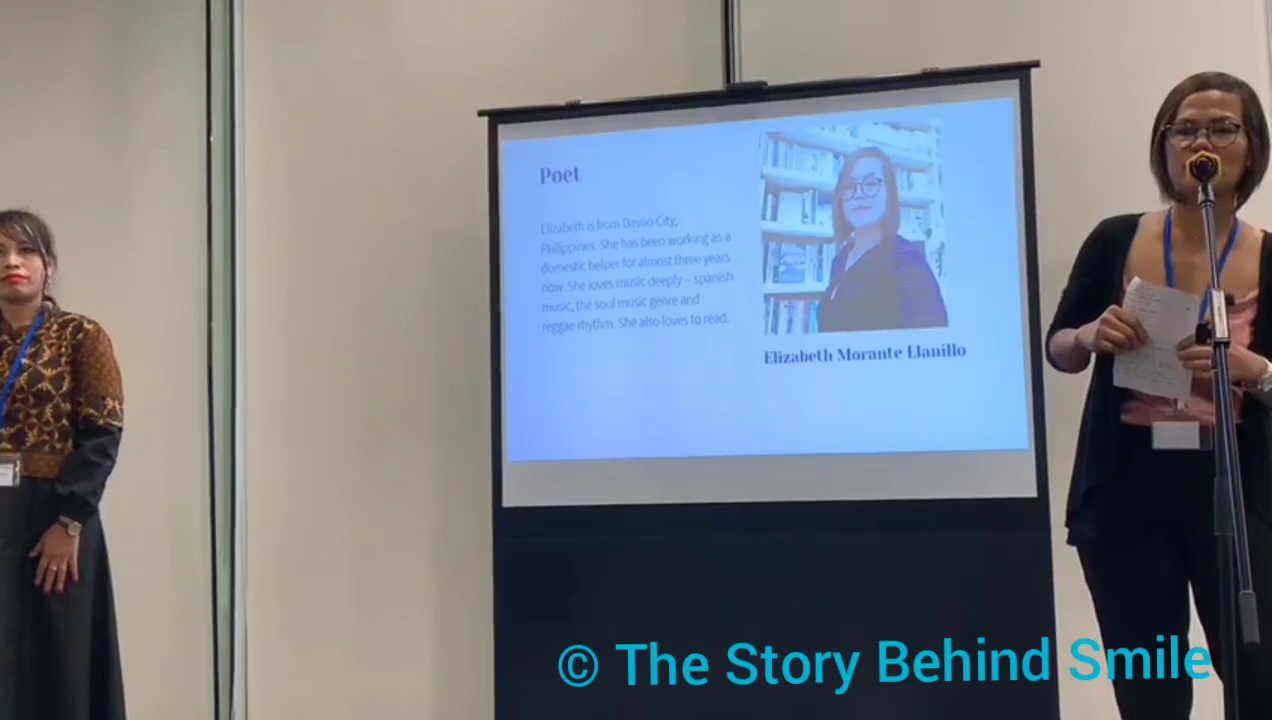 Poet
Elizabeth is from Davao City,
Philippines. She has been working as a
domestic helper for almost three years
now. She loves music deeply – spanish
music, the soul music genre and
reggae rhythm. She also loves to read.
Elizabeth Morante Llanillo
© The Story Behind Smile